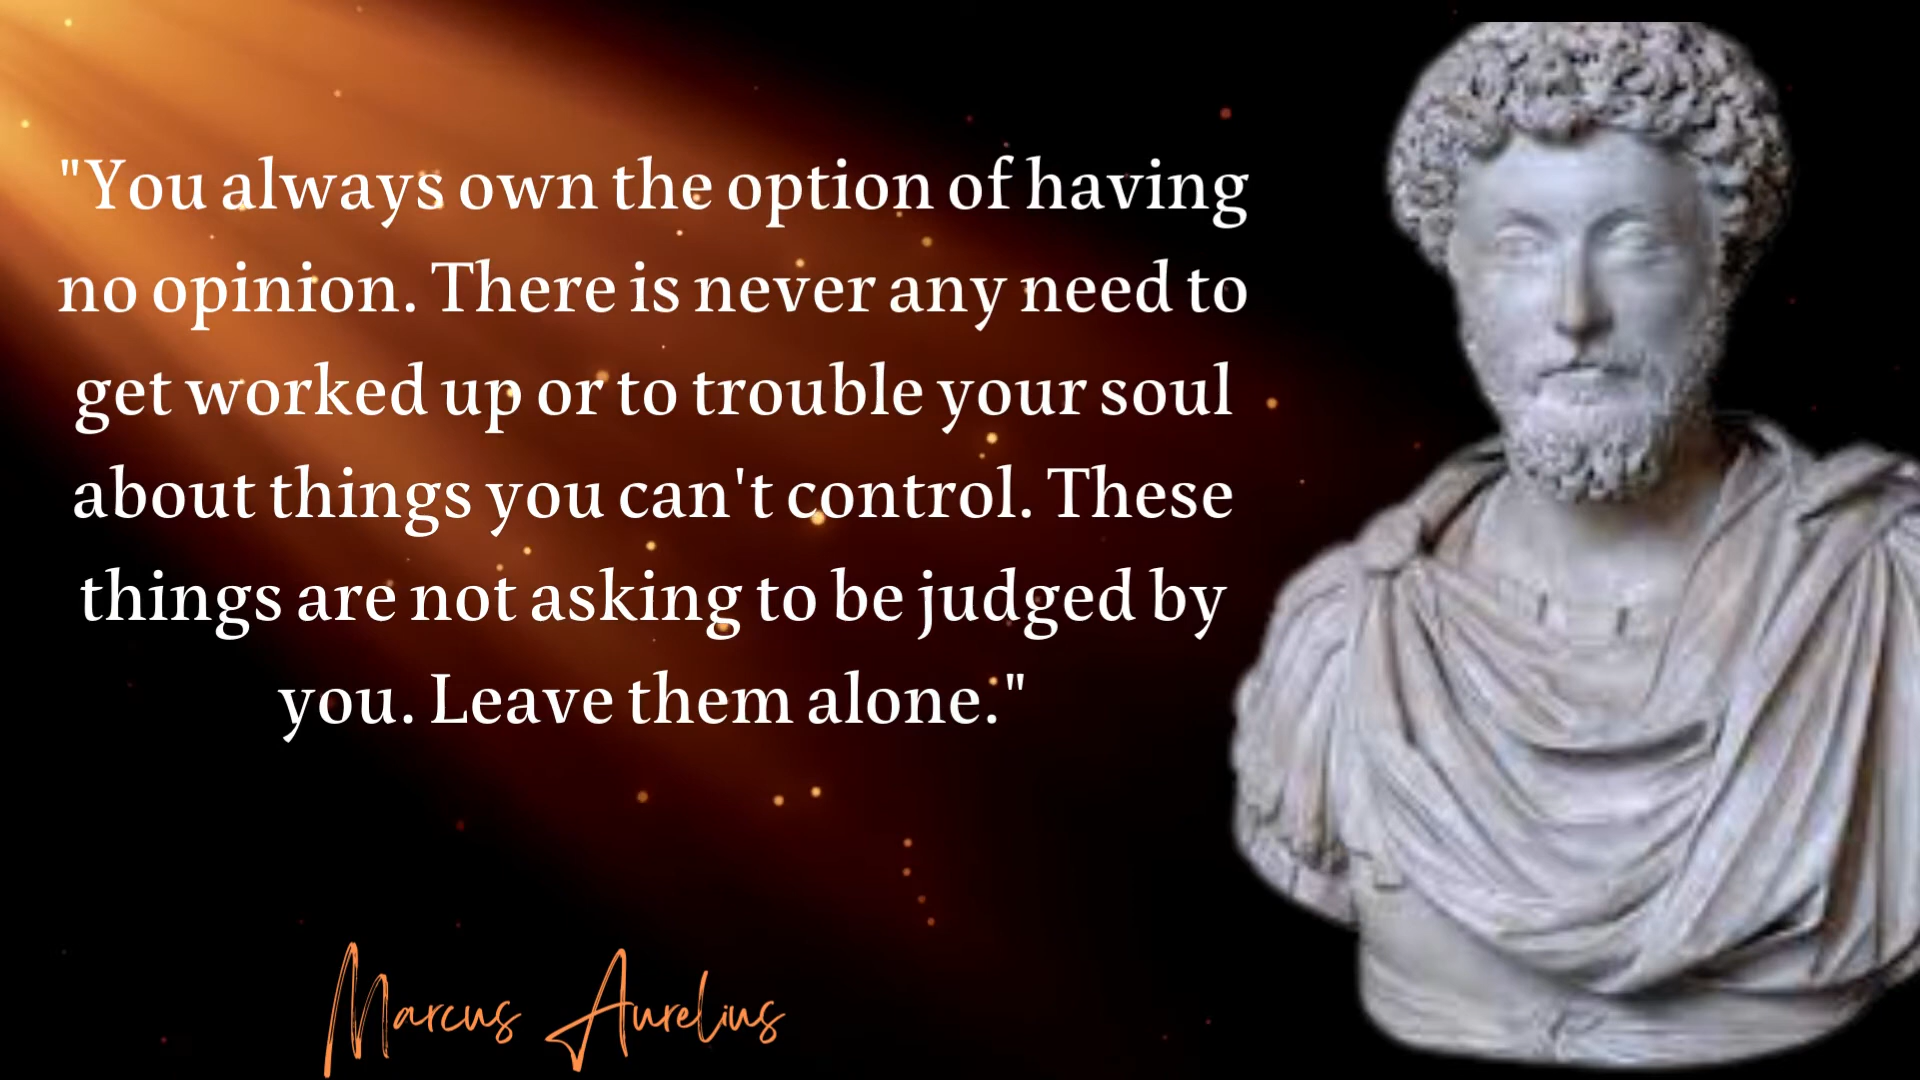 "You always own the option of having
no opinion. There is never any need to
get worked up or to trouble your soul
about things you can't control. These
things are not asking to be judged by
you. Leave them alone."
Marcus Aurelius